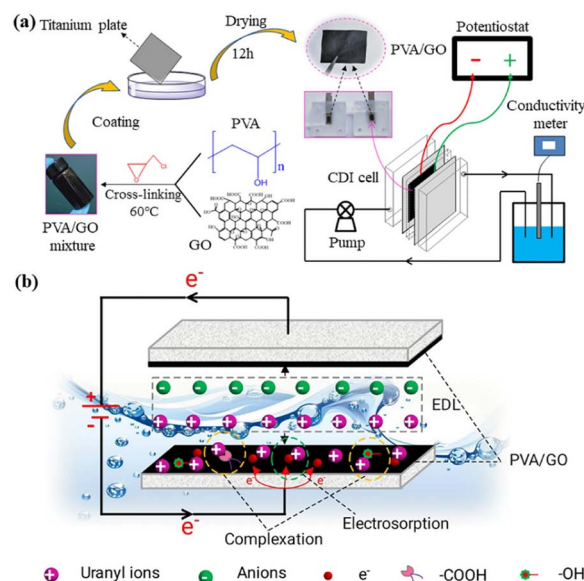 (a)
Titanium plate
Drying
12h
Coating
PVA/GO
mixture
Cross-linking
60°C
O
Cl
PVA
n
OH
GO
PVA/GO
Potentiostat
- +
Conductivity
meter
CDI cell
Pump
(b)
e-
+
-
- - - - - - - -
+ + + + + + + +
EDL
PVA/GO
e- e-
e-
Electrosorption
Complexation
+ Uranyl ions - Anions e- -COOH -OH